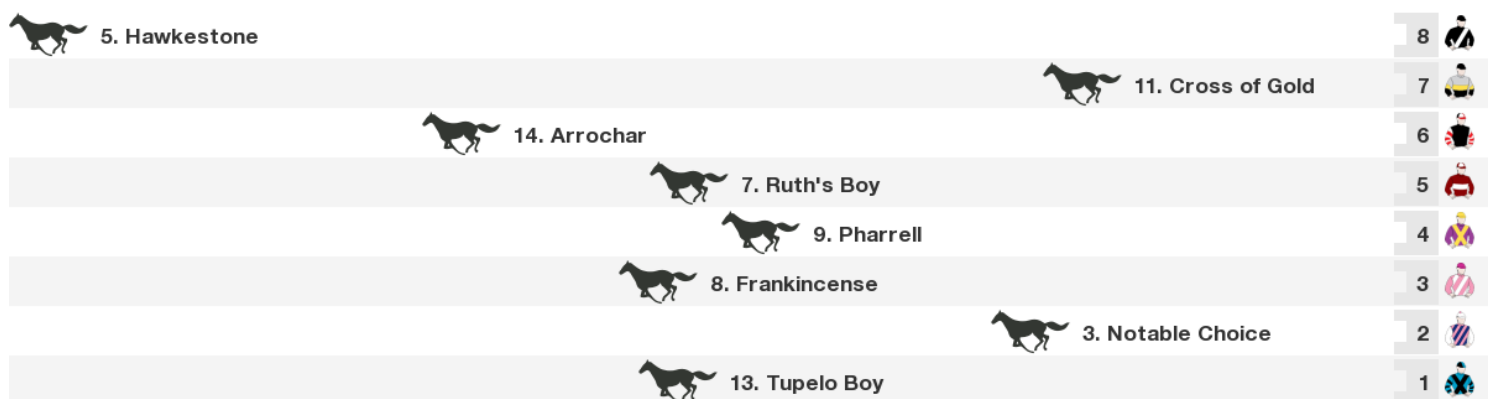 5. Hawkestone 8
11. Cross of Gold 7
14. Arrochar 6
7. Ruth's Boy 5
9. Pharrell 4
8. Frankincense 3
3. Notable Choice 2
13. Tupelo Boy 1